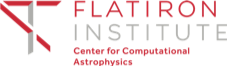 FLATIRON
INSTITUTE
Center for Computational
Astrophysics